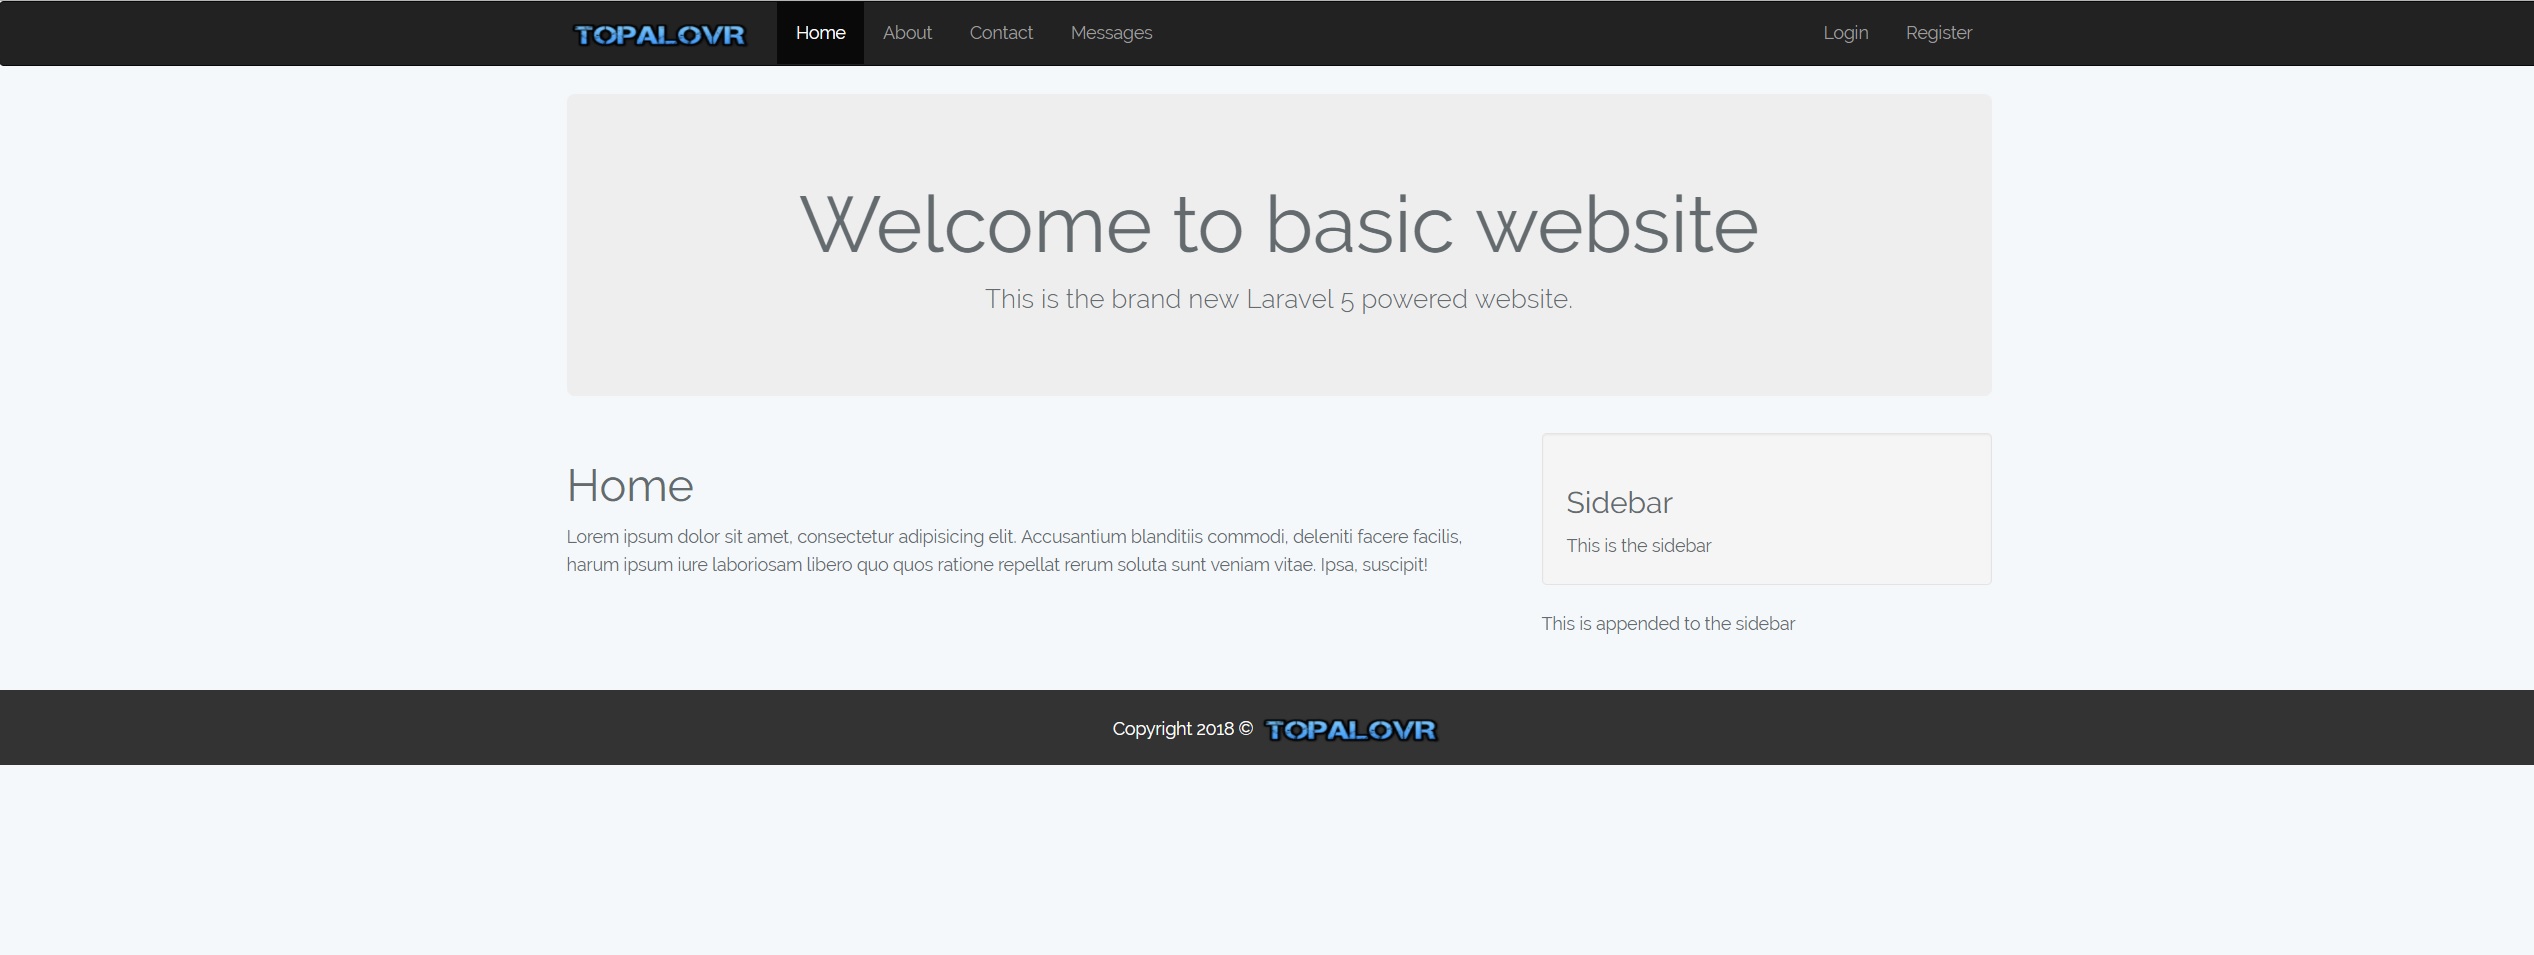 TOPALOVR Home About Contact Messages Login Register
Welcome to basic website
This is the brand new Laravel 5 powered website.
Home
Lorem ipsum dolor sit amet, consectetur adipisicing elit. Accusantium blanditiis commodi, deleniti facere facilis,
harum ipsum iure laboriosam libero quo quos ratione repellat rerum soluta sunt veniam vitae. Ipsa, suscipit!
Sidebar
This is the sidebar
This is appended to the sidebar
Copyright 2018 © TOPALOVR